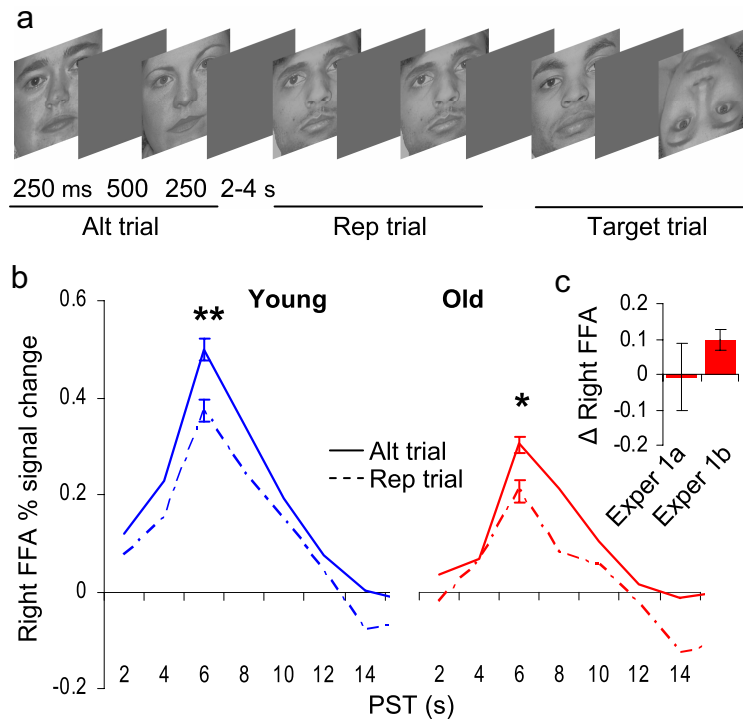 a
250 ms 500 250 2-4 s
Alt trial Rep trial Target trial
b
Right FFA % signal change
0.6
0.4
0.2
0
-0.2
Young
**
Old
*
Alt trial
Rep trial
2 4 6 8 10 12 14
2 4 6 8 10 12 14
PST (s)
c
Δ Right FFA
0.2
0.1
0
-0.1
-0.2
Exper 1a
Exper 1b